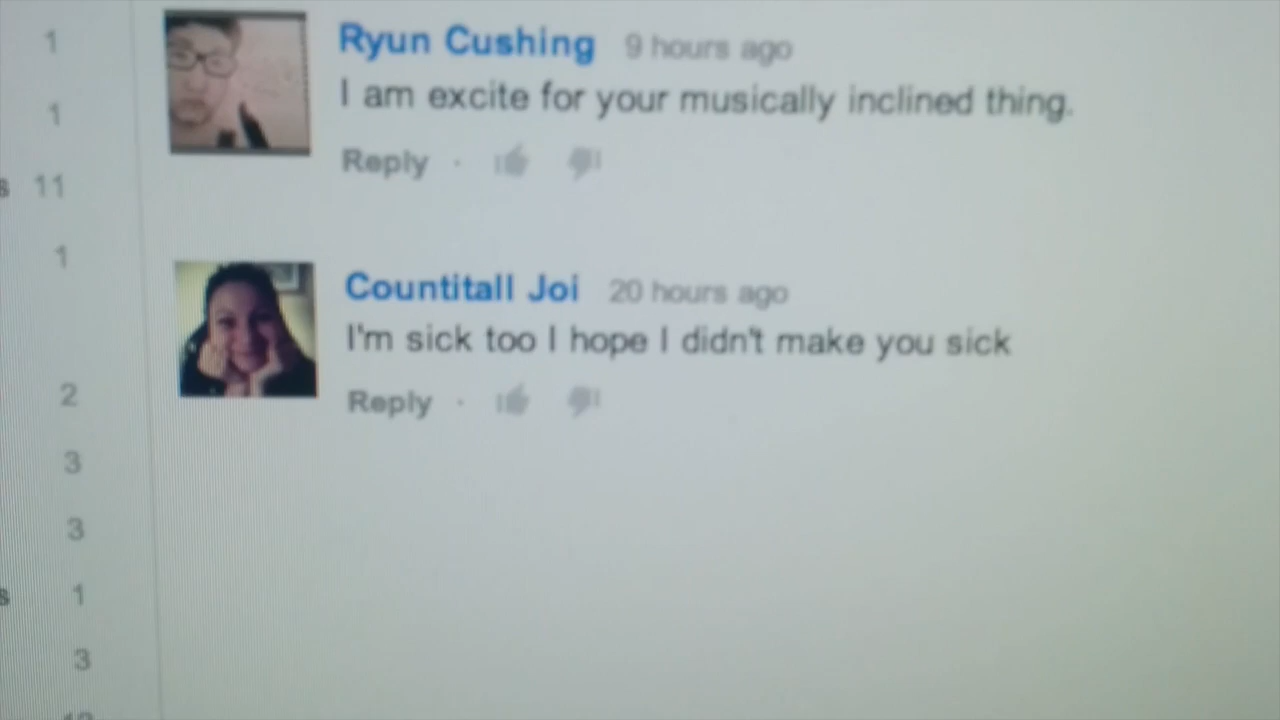 1
Ryun Cushing 9 hours ago
I am excite for your musically inclined thing.
1
Reply ·
s 11
1
Countitall Joi 20 hours ago
I'm sick too I hope I didn't make you sick
2
Reply ·
3
3
s 1
3